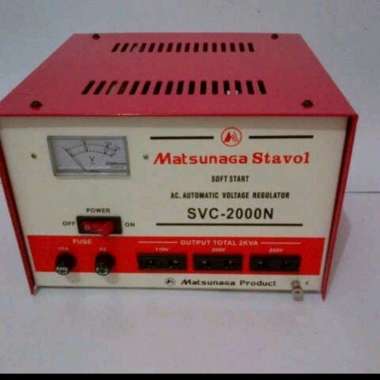 Matsunaga Stavol
SOFT START
AC. AUTOMATIC VOLTAGE REGULATOR
SVC-2000N
V
POWER
OFF
ON
FUSE
OUTPUT TOTAL 2KVA
110V
Matsunaga Product